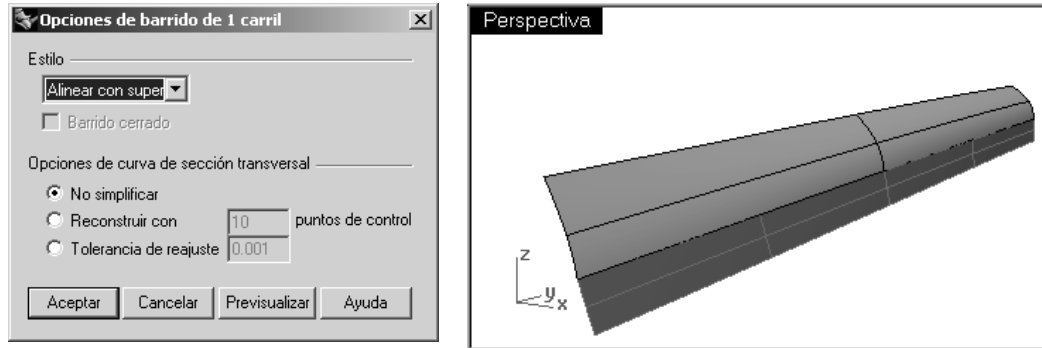 Opciones de barrido de 1 carril
Estilo
Alinear con super
Barrido cerrado
Opciones de curva de sección transversal
No simplificar
Reconstruir con 10 puntos de control
Tolerancia de reajuste 0.001
Aceptar Cancelar Previsualizar Ayuda
Perspectiva
z
y
x